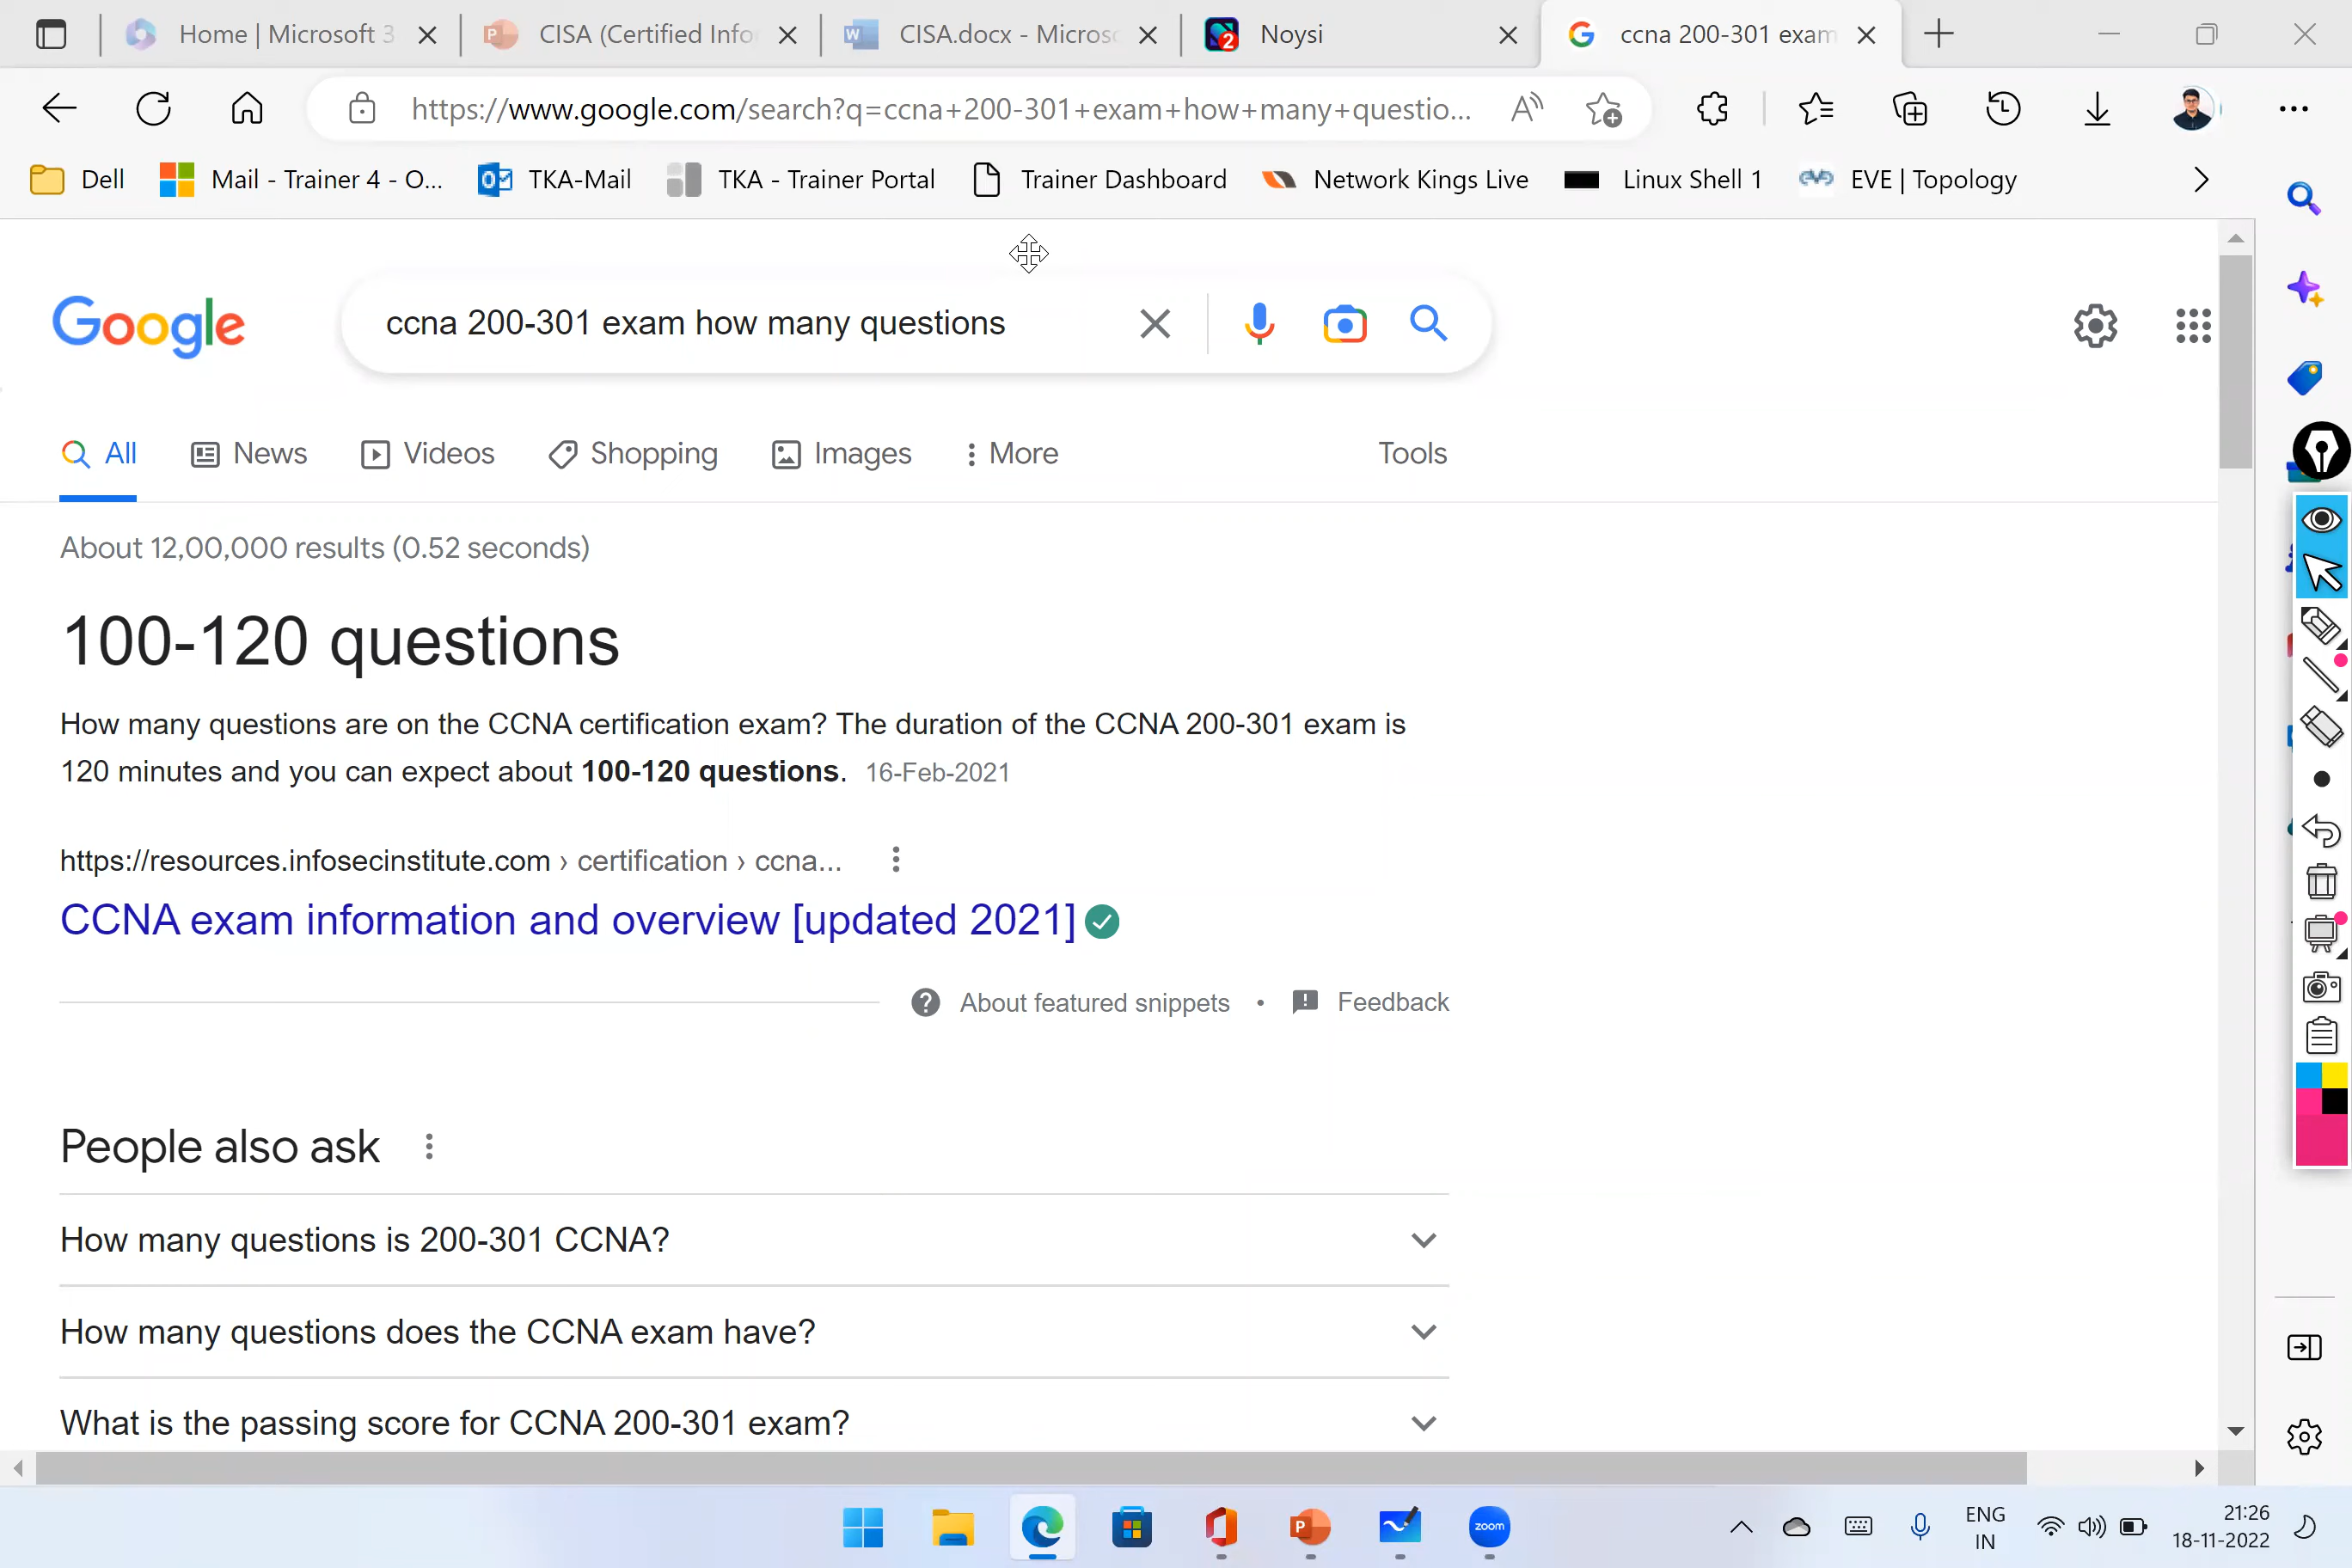 Home | Microsoft 3
CISA (Certified Info
CISA.docx - Microso
Noysi
ccna 200-301 exam
https://www.google.com/search?q=ccna+200-301+exam+how+many+questio...
Dell
Mail - Trainer 4 - O...
TKA-Mail
TKA - Trainer Portal
Trainer Dashboard
Network Kings Live
Linux Shell 1
EVE | Topology
Google
ccna 200-301 exam how many questions
All
News
Videos
Shopping
Images
More
Tools
About 12,00,000 results (0.52 seconds)
100-120 questions
How many questions are on the CCNA certification exam? The duration of the CCNA 200-301 exam is
120 minutes and you can expect about 100-120 questions. 16-Feb-2021
https://resources.infosecinstitute.com › certification › ccna...
CCNA exam information and overview [updated 2021]
About featured snippets • Feedback
People also ask
How many questions is 200-301 CCNA?
How many questions does the CCNA exam have?
What is the passing score for CCNA 200-301 exam?
zoom
ENG
IN
21:26
18-11-2022